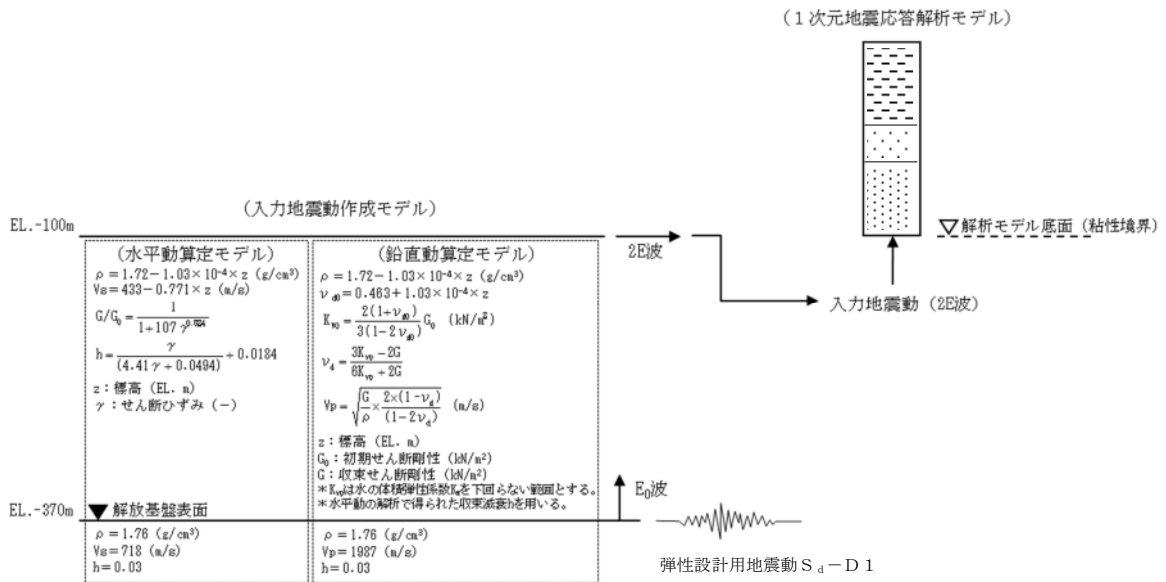 (1次元地震応答解析モデル)
(入力地震動作成モデル)
EL.-100m
▽解析モデル底面 (粘性境界)
2E波
入力地震動 (2E波)
(水平動算定モデル)
ρ=1.72-1.03×10⁻⁴×z (g/cm³)
Vs=433-0.771×z (m/s)
G/G₀=1/(1+107γ^0.824)
h=γ/(4.41γ+0.0494)+0.0184
z:標高 (EL. m)
γ:せん断ひずみ (-)
(鉛直動算定モデル)
ρ=1.72-1.03×10⁻⁴×z (g/cm³)
ν_d0=0.463+1.03×10⁻⁴×z
K_v0=2(1+ν_d0)/3(1-2ν_d0) G₀ (kN/m²)
ν_d=(3K_v0-2G)/(6K_v0+2G)
Vp=√(G/ρ×2×(1-ν_d)/(1-2ν_d)) (m/s)
z:標高 (EL. m)
G₀:初期せん断剛性 (kN/m²)
G:収束せん断剛性 (kN/m²)
*K_v0は水の体積弾性係数K_wを下回らない範囲とする。
*水平動の解析で得られた収束減衰hを用いる。
E₀波
EL.-370m
▼ 解放基盤表面
ρ=1.76 (g/cm³)
Vs=718 (m/s)
h=0.03
ρ=1.76 (g/cm³)
Vp=1987 (m/s)
h=0.03
弾性設計用地震動S_d-D1